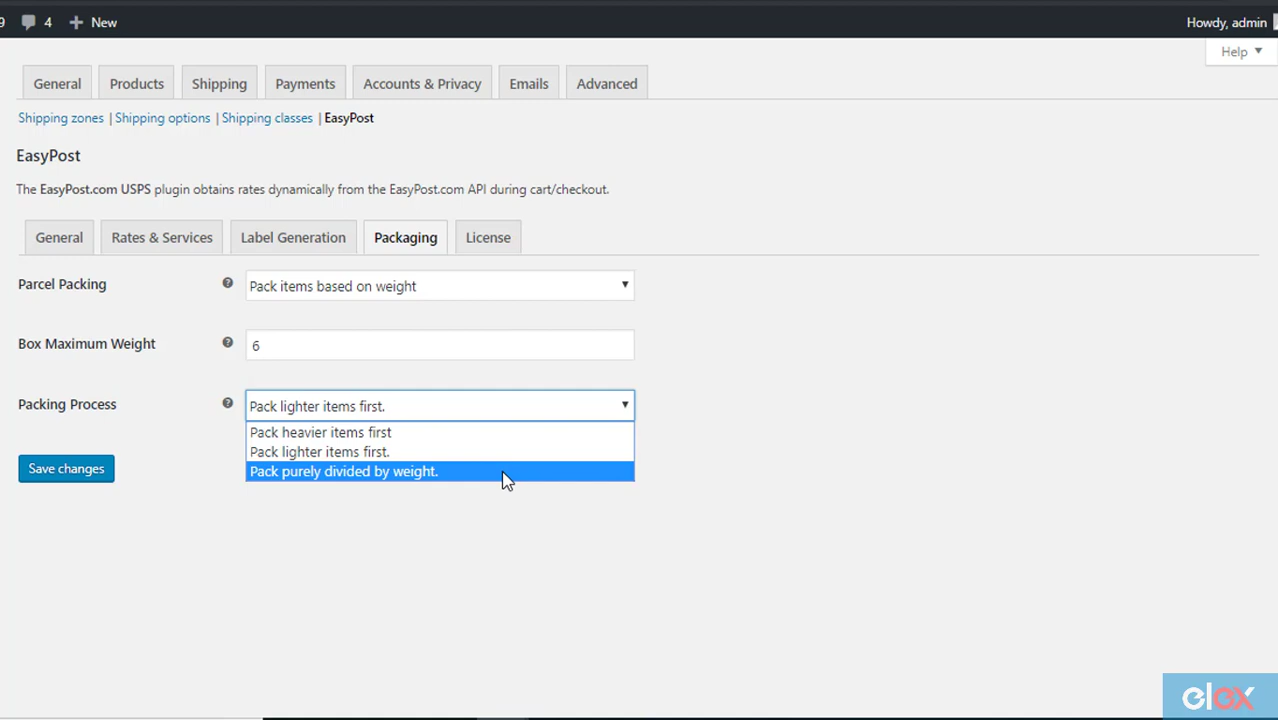 9 4 New Howdy, admin
Help
General Products Shipping Payments Accounts & Privacy Emails Advanced
Shipping zones | Shipping options | Shipping classes | EasyPost
EasyPost
The EasyPost.com USPS plugin obtains rates dynamically from the EasyPost.com API during cart/checkout.
General Rates & Services Label Generation Packaging License
Parcel Packing ? Pack items based on weight
Box Maximum Weight ? 6
Packing Process ? Pack lighter items first.
Pack heavier items first
Pack lighter items first.
Save changes Pack purely divided by weight.
elex